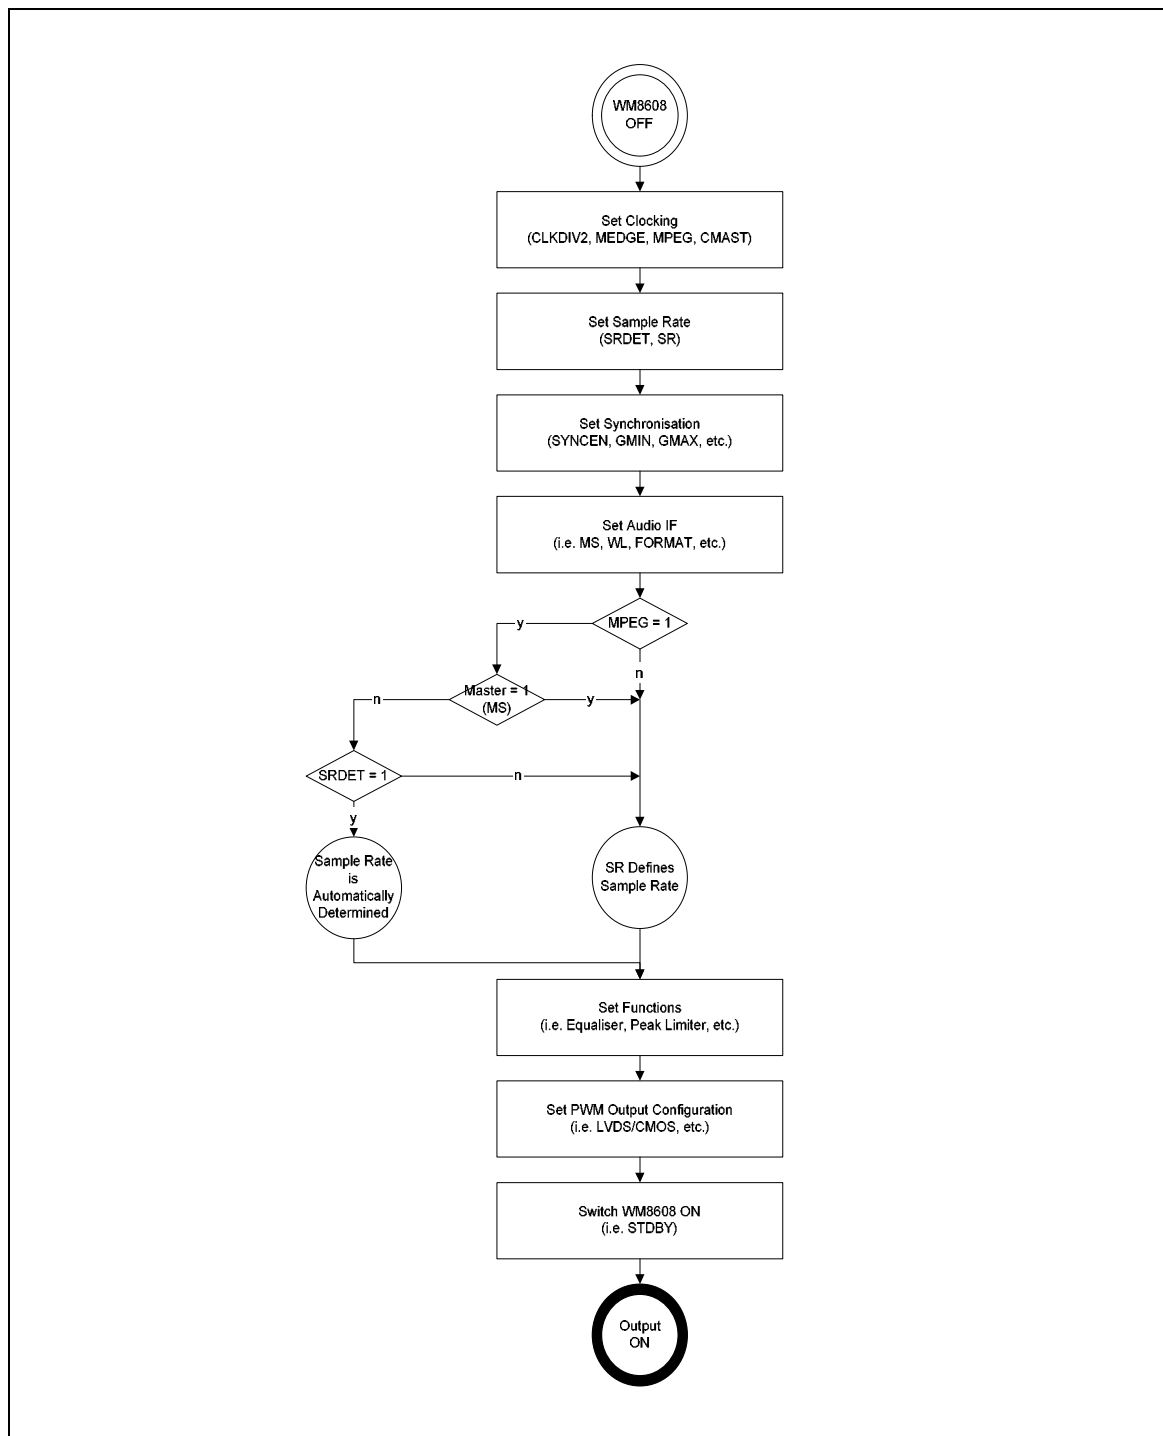 WM8608
OFF
Set Clocking
(CLKDIV2, MEDGE, MPEG, CMAST)
Set Sample Rate
(SRDET, SR)
Set Synchronisation
(SYNCEN, GMIN, GMAX, etc.)
Set Audio IF
(i.e. MS, WL, FORMAT, etc.)
MPEG = 1
y
n
Master = 1
(MS)
n
y
SRDET = 1
n
y
Sample Rate
is
Automatically
Determined
SR Defines
Sample Rate
Set Functions
(i.e. Equaliser, Peak Limiter, etc.)
Set PWM Output Configuration
(i.e. LVDS/CMOS, etc.)
Switch WM8608 ON
(i.e. STDBY)
Output
ON